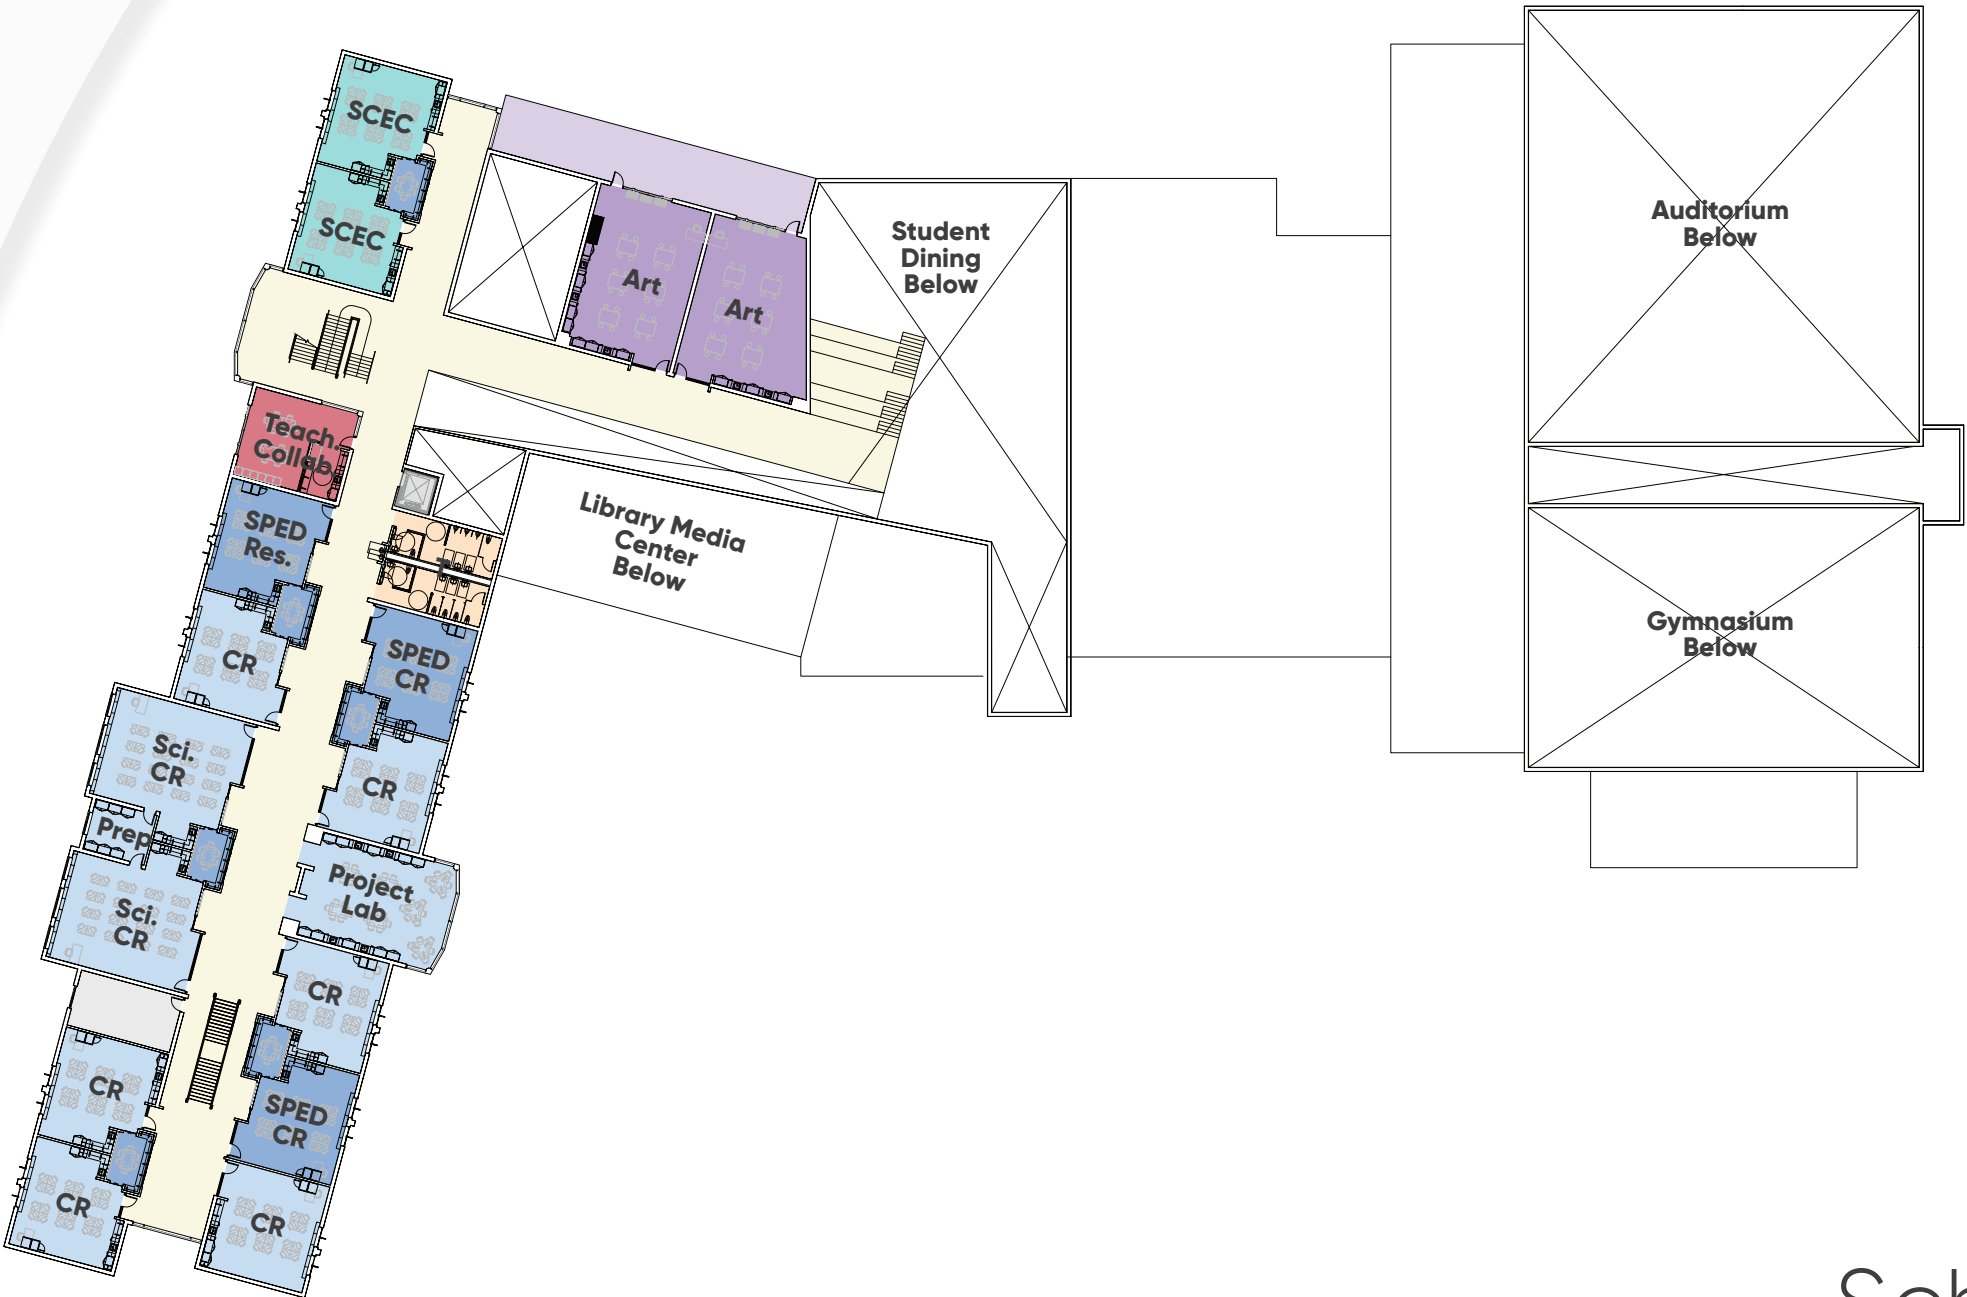 SCEC
SCEC
Art
Art
Student
Dining
Below
Auditorium
Below
Teach.
Collab.
SPED
Res.
Library Media
Center
Below
T
CR
SPED
CR
Gymnasium
Below
Sci.
CR
CR
Prep
Project
Lab
Sci.
CR
CR
CR
SPED
CR
CR
CR